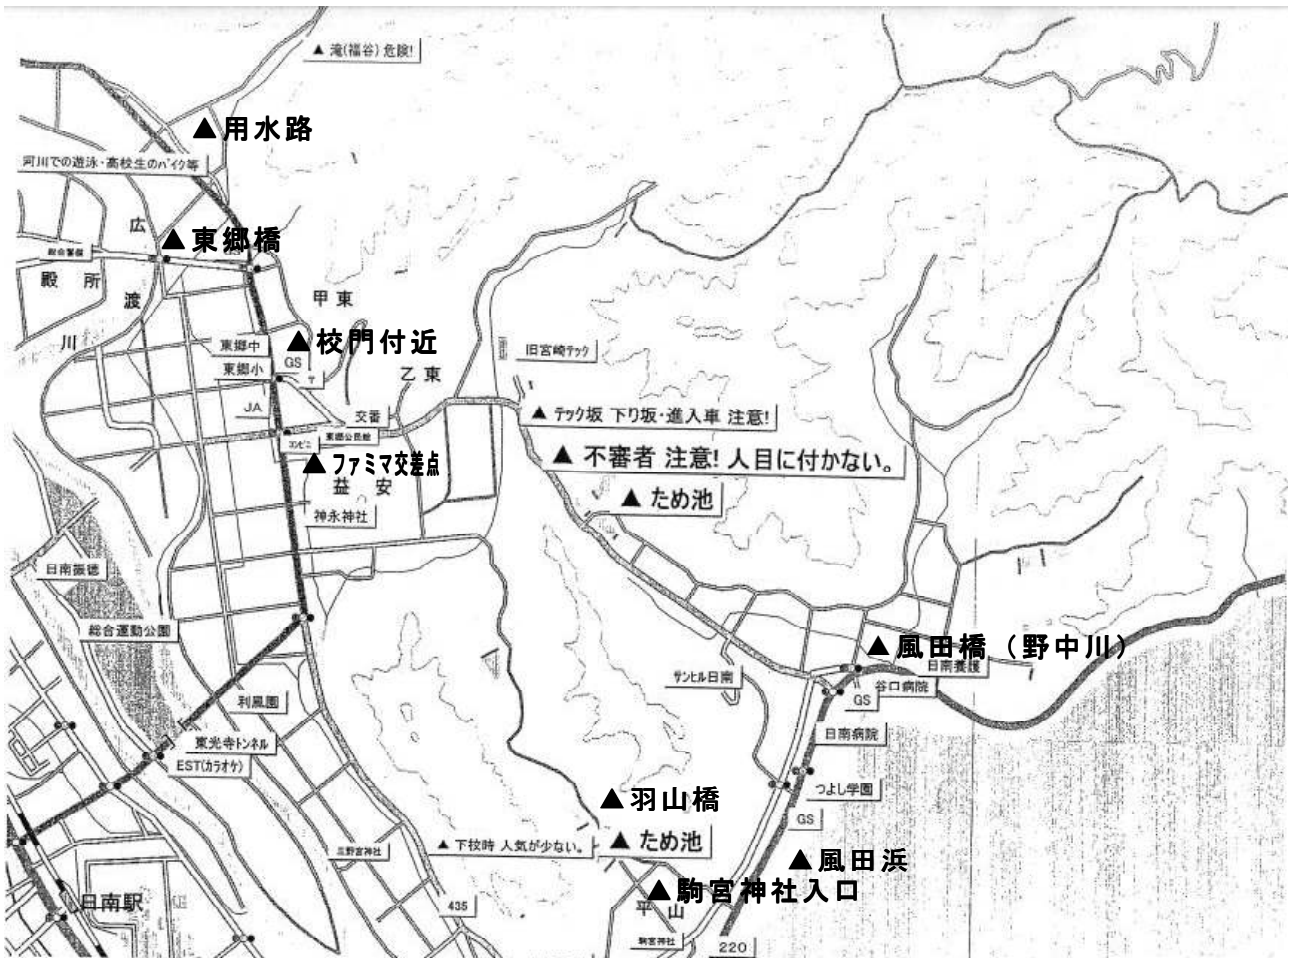 ▲ 滝(福谷) 危険!
▲用水路
河川での遊泳・高校生のバイク等
広
▲東郷橋
総合警備
殿 所
渡
川
甲東
▲校門付近
東郷中
GS
東郷小
〒
乙東
旧宮崎テック
JA
交番
▲ テック坂 下り坂・進入車 注意!
コンビニ
東郷公民館
▲ 不審者 注意! 人目に付かない。
▲ファミマ交差点
益 安
▲ ため池
神永神社
日南振徳
総合運動公園
▲風田橋(野中川)
日南養護
サンヒル日南
谷口病院
GS
利風園
日南病院
東光寺トンネル
EST(カラオケ)
つよし学園
▲羽山橋
GS
▲ ため池
▲ 下校時 人気が少ない。
三野宮神社
▲風田浜
▲駒宮神社入口
日南駅
435
平 山
駒宮神社
220